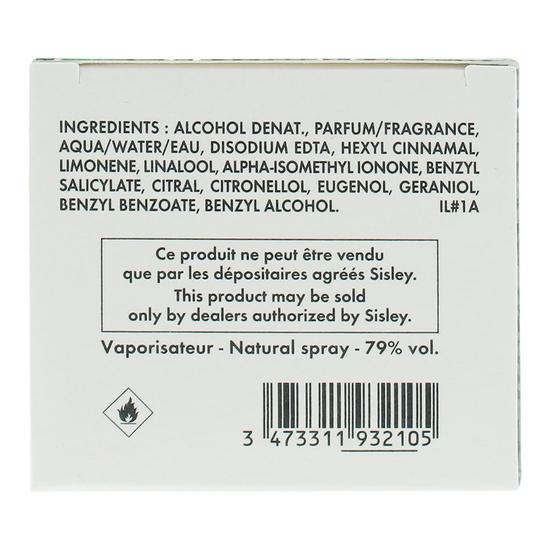 INGREDIENTS : ALCOHOL DENAT., PARFUM/FRAGRANCE,
AQUA/WATER/EAU, DISODIUM EDTA, HEXYL CINNAMAL,
LIMONENE, LINALOOL, ALPHA-ISOMETHYL IONONE, BENZYL
SALICYLATE, CITRAL, CITRONELLOL, EUGENOL, GERANIOL,
BENZYL BENZOATE, BENZYL ALCOHOL. IL#1A
Ce produit ne peut être vendu
que par les dépositaires agréés Sisley.
This product may be sold
only by dealers authorized by Sisley.
Vaporisateur - Natural spray - 79% vol.
3 473311 932105